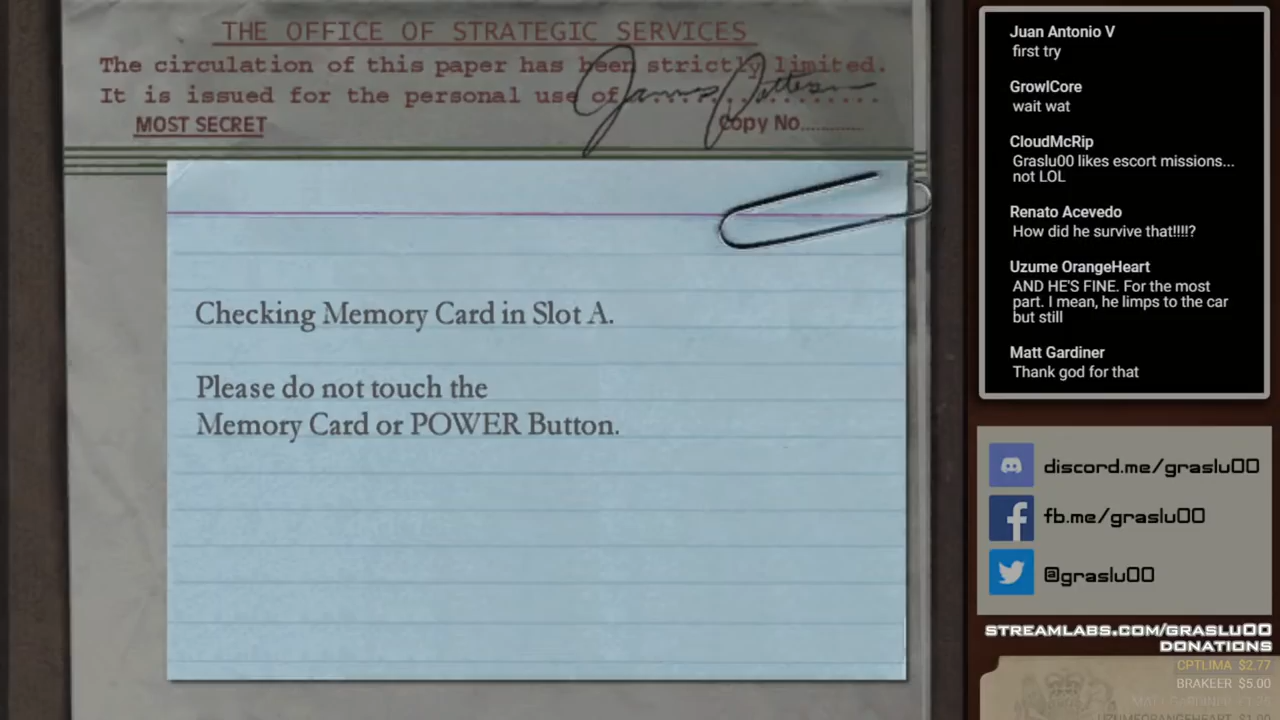 THE OFFICE OF STRATEGIC SERVICES
The circulation of this paper has been strictly limited.
It is issued for the personal use of...................
James Patterson
MOST SECRET
Copy No..........
Checking Memory Card in Slot A.
Please do not touch the
Memory Card or POWER Button.
Juan Antonio V
first try
GrowlCore
wait wat
CloudMcRip
Graslu00 likes escort missions...
not LOL
Renato Acevedo
How did he survive that!!!!?
Uzume OrangeHeart
AND HE'S FINE. For the most
part. I mean, he limps to the car
but still
Matt Gardiner
Thank god for that
discord.me/graslu00
fb.me/graslu00
@graslu00
STREAMLABS.COM/GRASLU00
DONATIONS
CPTLIMA $2.77
BRAKEER $5.00